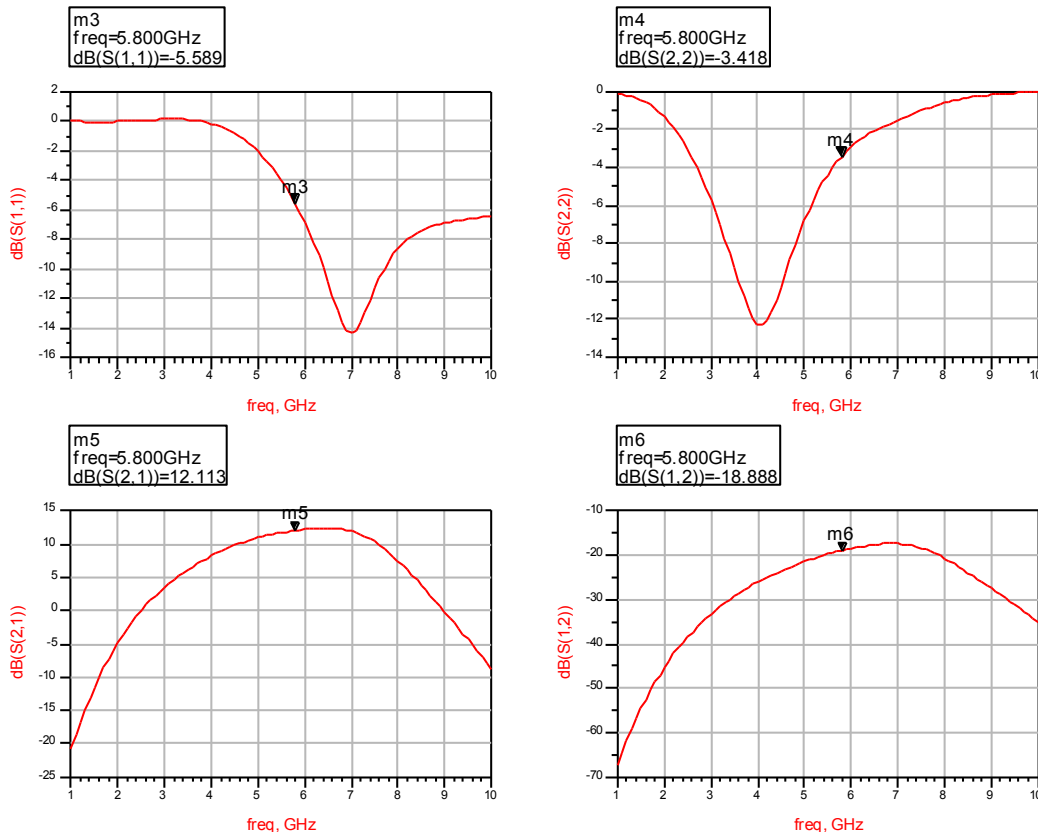 m3
freq=5.800GHz
dB(S(1,1))=-5.589
2
0
-2
-4
-6
-8
-10
-12
-14
-16
dB(S(1,1))
m3
1 2 3 4 5 6 7 8 9 10
freq, GHz
m4
freq=5.800GHz
dB(S(2,2))=-3.418
0
-2
-4
-6
-8
-10
-12
-14
dB(S(2,2))
m4
1 2 3 4 5 6 7 8 9 10
freq, GHz
m5
freq=5.800GHz
dB(S(2,1))=12.113
15
10
5
0
-5
-10
-15
-20
-25
dB(S(2,1))
m5
1 2 3 4 5 6 7 8 9 10
freq, GHz
m6
freq=5.800GHz
dB(S(1,2))=-18.888
-10
-20
-30
-40
-50
-60
-70
dB(S(1,2))
m6
1 2 3 4 5 6 7 8 9 10
freq, GHz